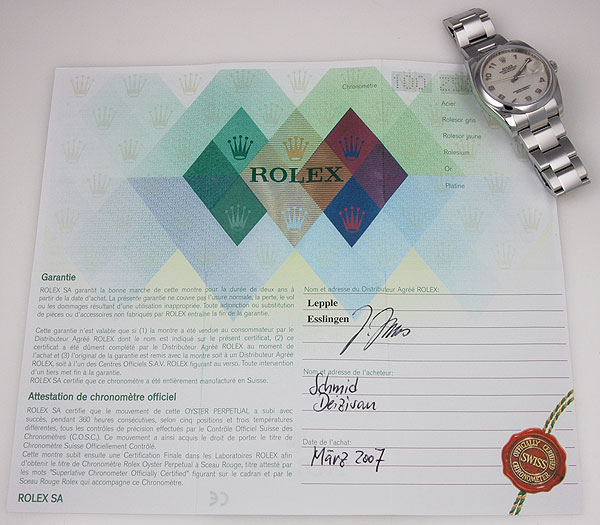 Chronomètre
Acier
Rolesor gris
Rolesor jaune
Rolesium
Or
Platine
ROLEX
Garantie
ROLEX SA garantit la bonne marche de cette montre pour la durée de deux ans à
partir de la date d'achat. La présente garantie ne couvre pas l'usure normale, la perte, le vol
ou les dommages résultant d'une utilisation inappropriée. Toute adjonction ou substitution
de pièces ou d'accessoires non fabriqués par ROLEX entraîne la fin de la garantie.
Cette garantie n'est valable que si (1) la montre a été vendue au consommateur par le
Distributeur Agréé ROLEX dont le nom est indiqué sur le présent certificat, (2) ce
certificat a été dûment complété par le Distributeur Agréé ROLEX au moment de
l'achat et (3) l'original de la garantie est remis avec la montre soit à un Distributeur Agréé
ROLEX, soit à l'un des Centres Officiels S.A.V. ROLEX figurant au verso. Toute intervention
d'un tiers met fin à la garantie.
ROLEX SA certifie que ce chronomètre a été entièrement manufacturé en Suisse.
Attestation de chronomètre officiel
ROLEX SA certifie que le mouvement de cette OYSTER PERPETUAL a subi avec
succès, pendant 360 heures consécutives, selon cinq positions et trois températures
différentes, tous les contrôles de précision effectués par le Contrôle Officiel Suisse des
Chronomètres (C.O.S.C.). Ce mouvement a ainsi acquis le droit de porter le titre de
Chronomètre Suisse Officiellement Contrôlé.
Cette montre subit ensuite une Certification Finale dans les Laboratoires ROLEX afin
d'obtenir le titre de Chronomètre Rolex Oyster Perpetual à Sceau Rouge, titre attesté par
les mots "Superlative Chronometer Officially Certified" figurant sur le cadran et par le
Sceau Rouge Rolex qui accompagne ce Chronomètre.
ROLEX SA
CE
Nom et adresse du Distributeur Agréé ROLEX:
Lepple
Esslingen
Nom et adresse de l'acheteur:
Schmid
Date de l'achat:
März 2007
OFFICIALLY CERTIFIED
SWISS
CHRONOMETER